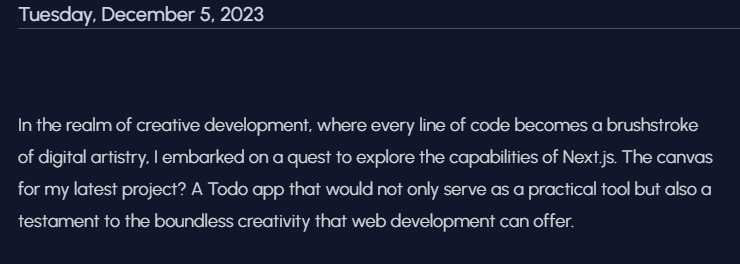 Tuesday, December 5, 2023
In the realm of creative development, where every line of code becomes a brushstroke
of digital artistry, I embarked on a quest to explore the capabilities of Next.js. The canvas
for my latest project? A Todo app that would not only serve as a practical tool but also a
testament to the boundless creativity that web development can offer.